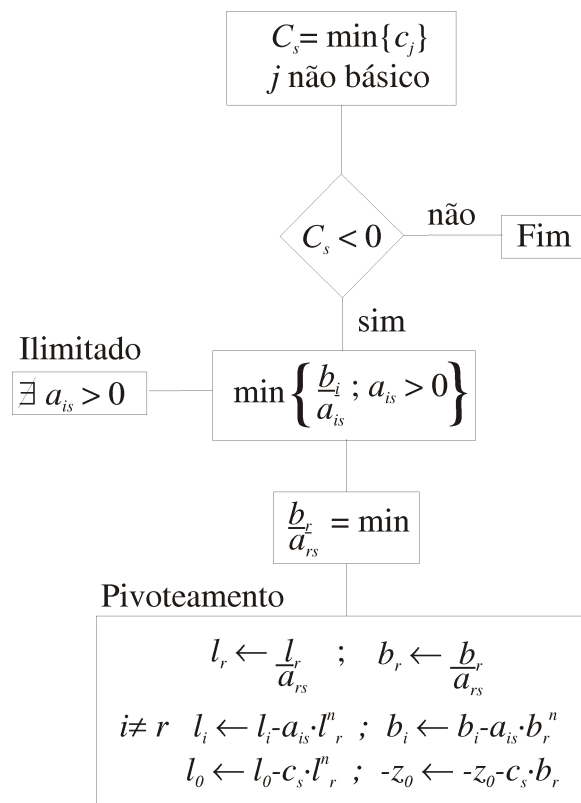 C_s = min{c_j}
j não básico
C_s < 0
não
Fim
sim
Ilimitado
∄ a_is > 0
min { b_i / a_is ; a_is > 0 }
b_r / a_rs = min
Pivoteamento
l_r ← l_r / a_rs ; b_r ← b_r / a_rs
i ≠ r l_i ← l_i - a_is · l_r^n ; b_i ← b_i - a_is · b_r^n
l_0 ← l_0 - c_s · l_r^n ; -z_0 ← -z_0 - c_s · b_r